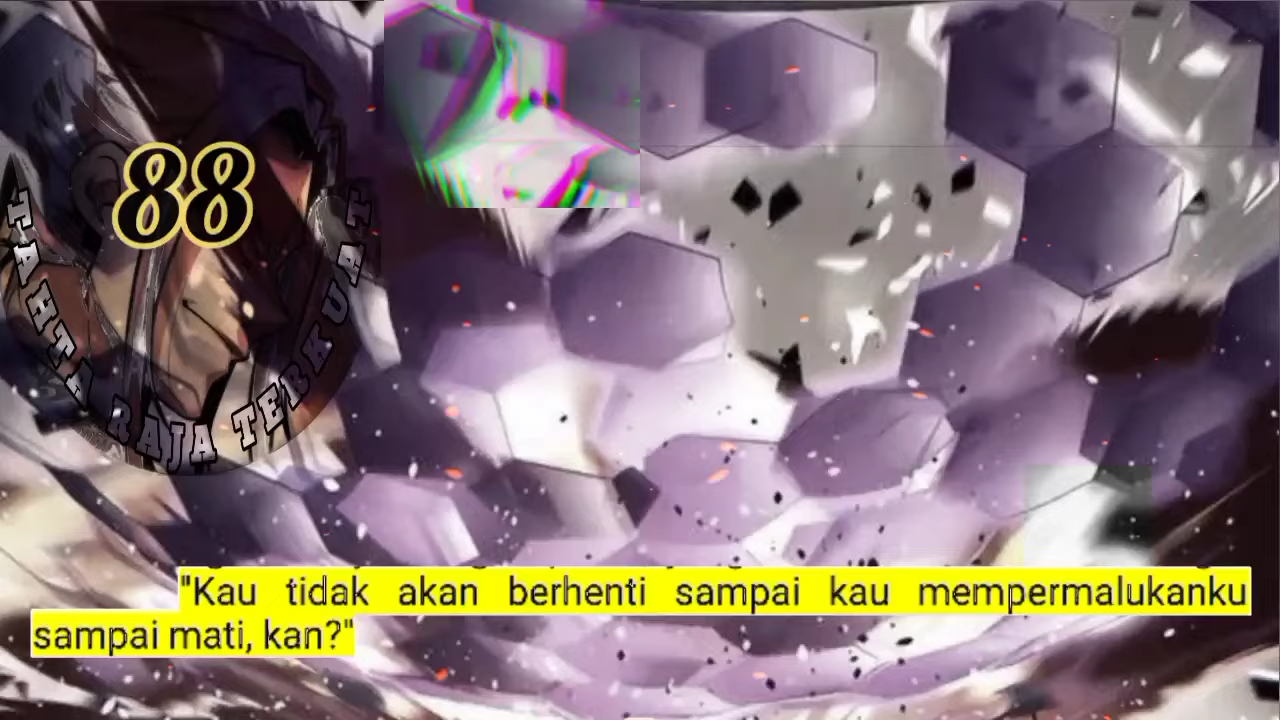 88
TAHTA RAJA TERKUAT
"Kau tidak akan berhenti sampai kau mempermalukanku
sampai mati, kan?"